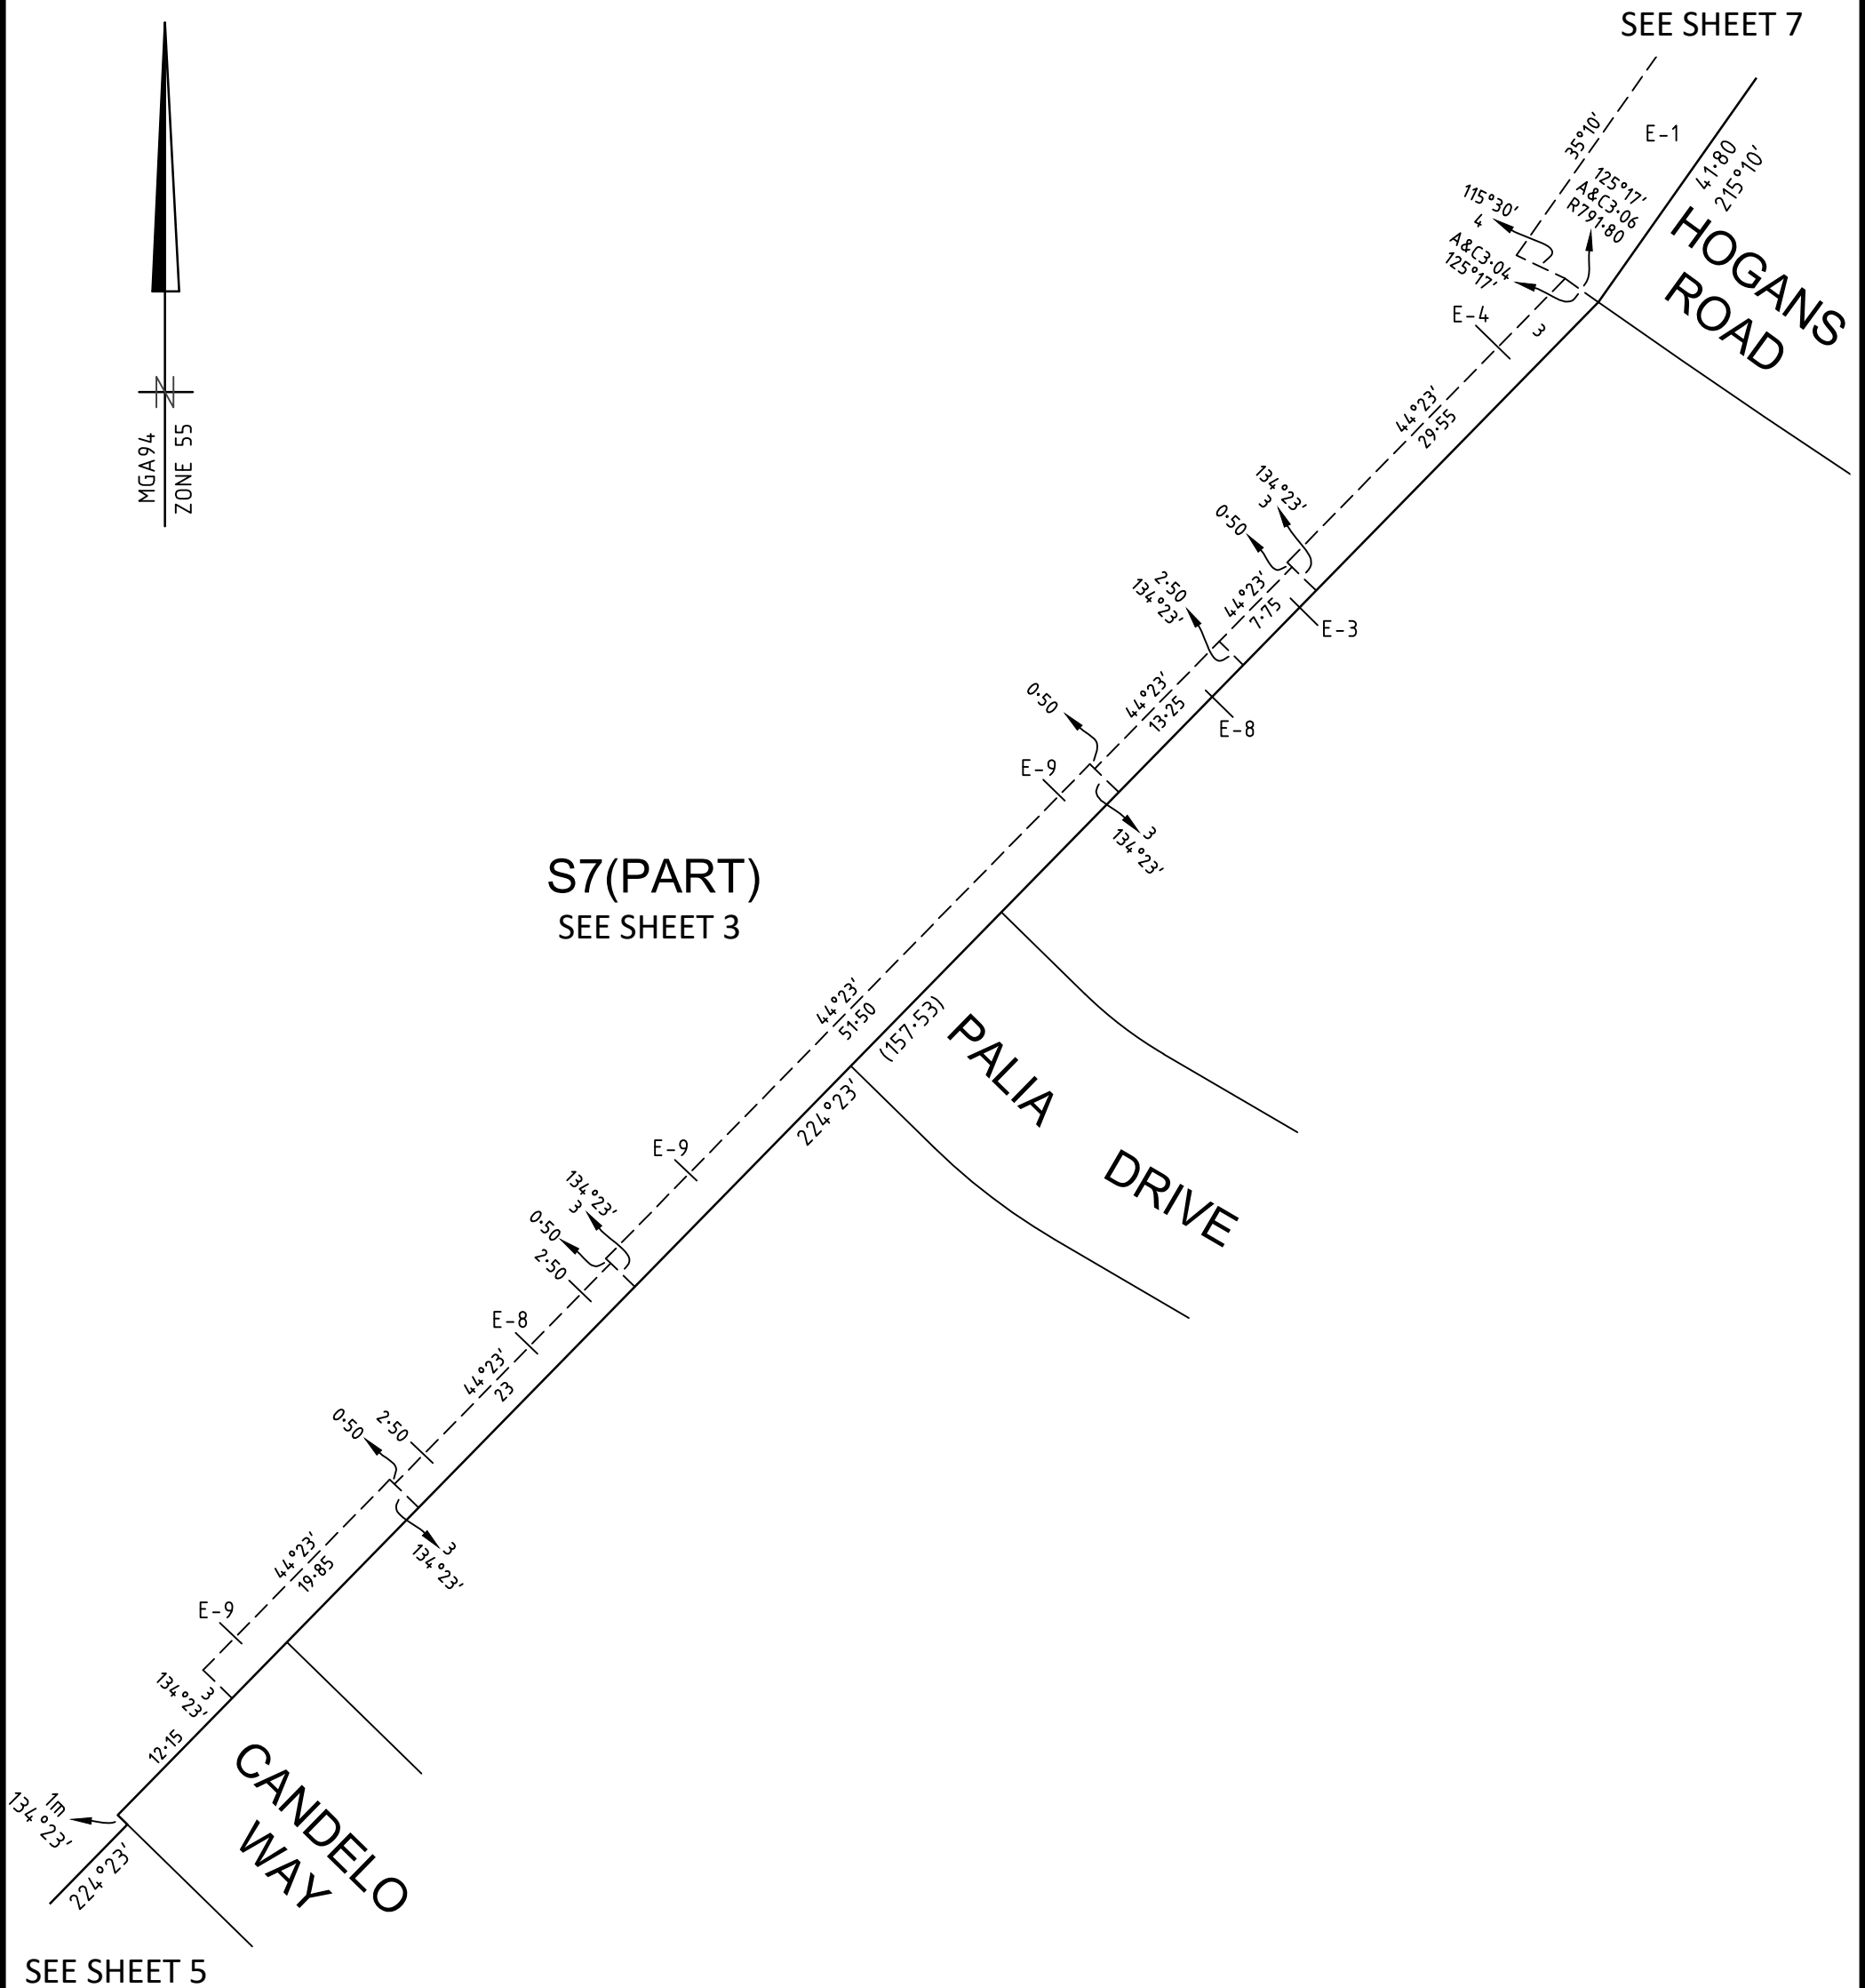 SEE SHEET 7
35°10'
E-1
41·80
215°10'
125°17'
A&C3·06
R791·80
115°30'
4
A&C3·04
125°17'
HOGANS
ROAD
E-4
3
MGA94
ZONE 55
N
44°23'
29·55
134°23'
3
0·50
2·50
134°23'
44°23'
7·75
E-3
44°23'
13·25
0·50
E-8
E-9
3
134°23'
S7(PART)
SEE SHEET 3
44°23'
51·50
(157·53)
224°23'
PALIA
DRIVE
E-9
134°23'
3
0·50
2·50
E-8
44°23'
23
0·50
2·50
3
134°23'
44°23'
19·85
E-9
134°23'
3
12·15
1m
134°23'
224°23'
CANDELO
WAY
SEE SHEET 5